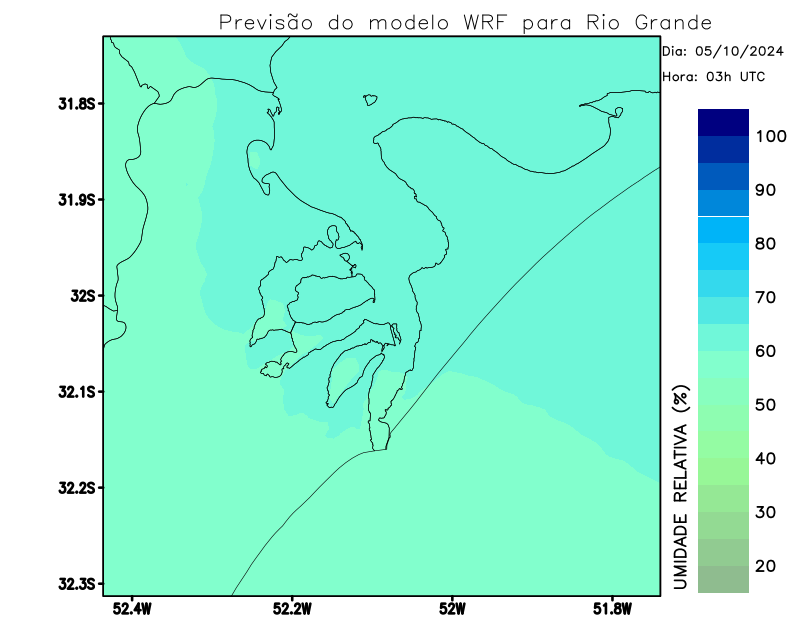 Previsão do modelo WRF para Rio Grande
Dia: 05/10/2024
Hora: 03h UTC
31.8S
31.9S
32S
32.1S
32.2S
32.3S
52.4W
52.2W
52W
51.8W
UMIDADE RELATIVA (%)
100
90
80
70
60
50
40
30
20